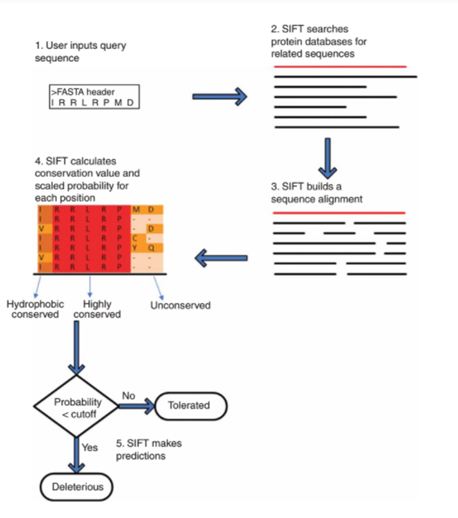 1. User inputs query
sequence
>FASTA header
I R R L R P M D
2. SIFT searches
protein databases for
related sequences
3. SIFT builds a
sequence alignment
4. SIFT calculates
conservation value and
scaled probability for
each position
I R R L R P M D
I R R L R P - -
V R R L R P - D
I R R L R P C -
I R R L R P Y Q
V R R L R P - -
I R R L R P - -
Hydrophobic
conserved
Highly
conserved
Unconserved
Probability
< cutoff
No
Tolerated
Yes
5. SIFT makes
predictions
Deleterious